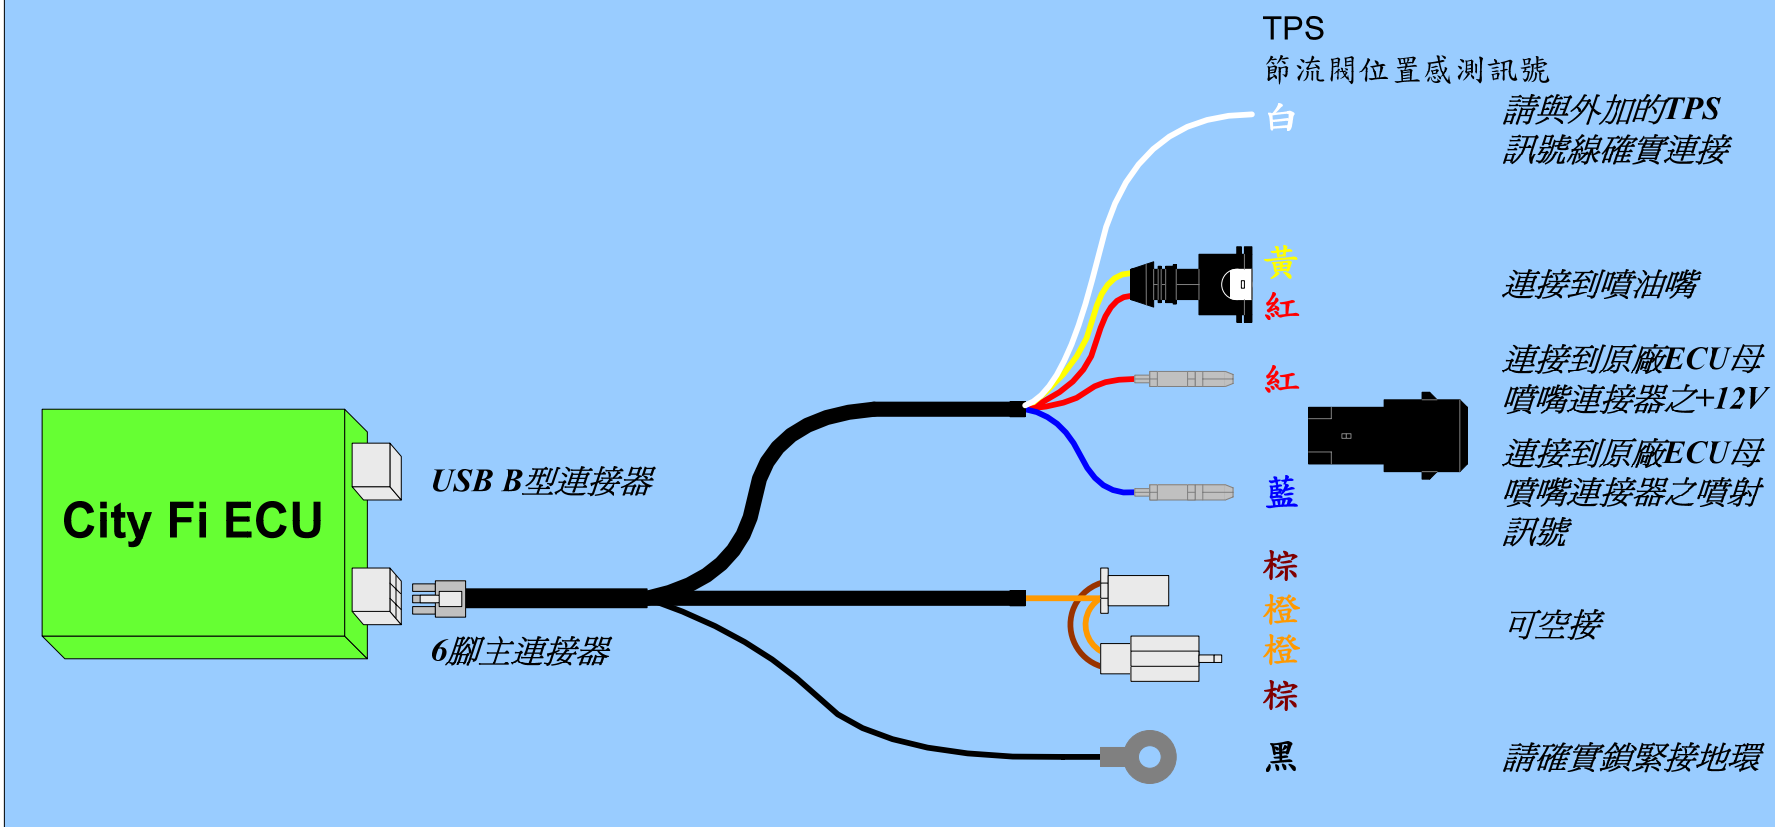 TPS
節流閥位置感測訊號
白
請與外加的TPS
訊號線確實連接
黃
紅
連接到噴油嘴
紅
連接到原廠ECU母
噴嘴連接器之+12V
藍
連接到原廠ECU母
噴嘴連接器之噴射
訊號
City Fi ECU
USB B型連接器
6腳主連接器
棕
橙
橙
棕
可空接
黑
請確實鎖緊接地環